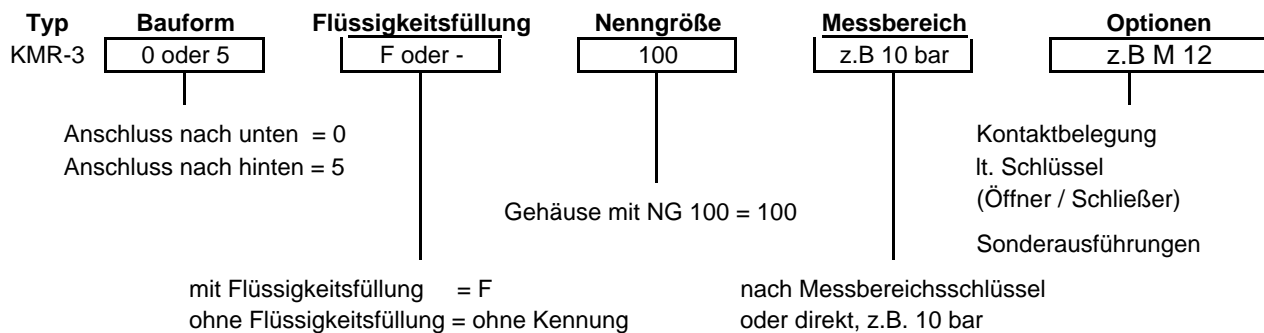 Typ Bauform Flüssigkeitsfüllung Nenngröße Messbereich Optionen
KMR-3 0 oder 5 F oder - 100 z.B 10 bar z.B M 12
Anschluss nach unten = 0 Kontaktbelegung
Anschluss nach hinten = 5 lt. Schlüssel
(Öffner / Schließer)
Gehäuse mit NG 100 = 100
Sonderausführungen
mit Flüssigkeitsfüllung = F nach Messbereichsschlüssel
ohne Flüssigkeitsfüllung = ohne Kennung oder direkt, z.B. 10 bar